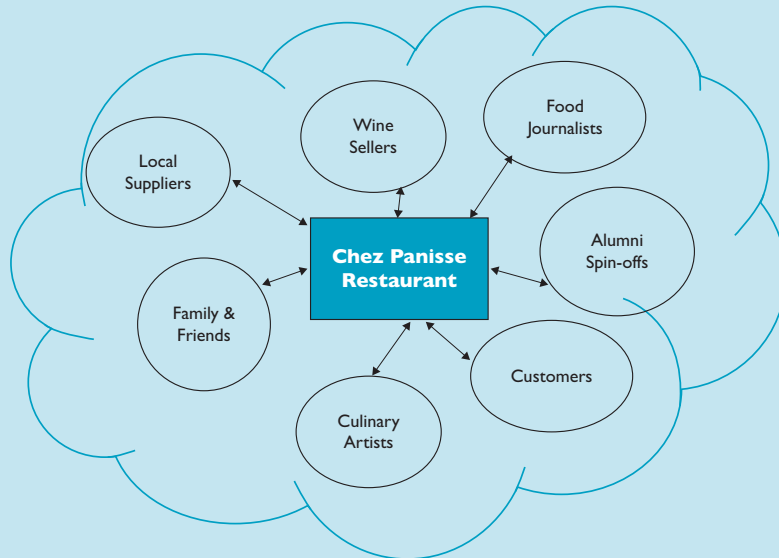 Food
Journalists
Wine
Sellers
Local
Suppliers
Chez Panisse
Restaurant
Alumni
Spin-offs
Family &
Friends
Customers
Culinary
Artists